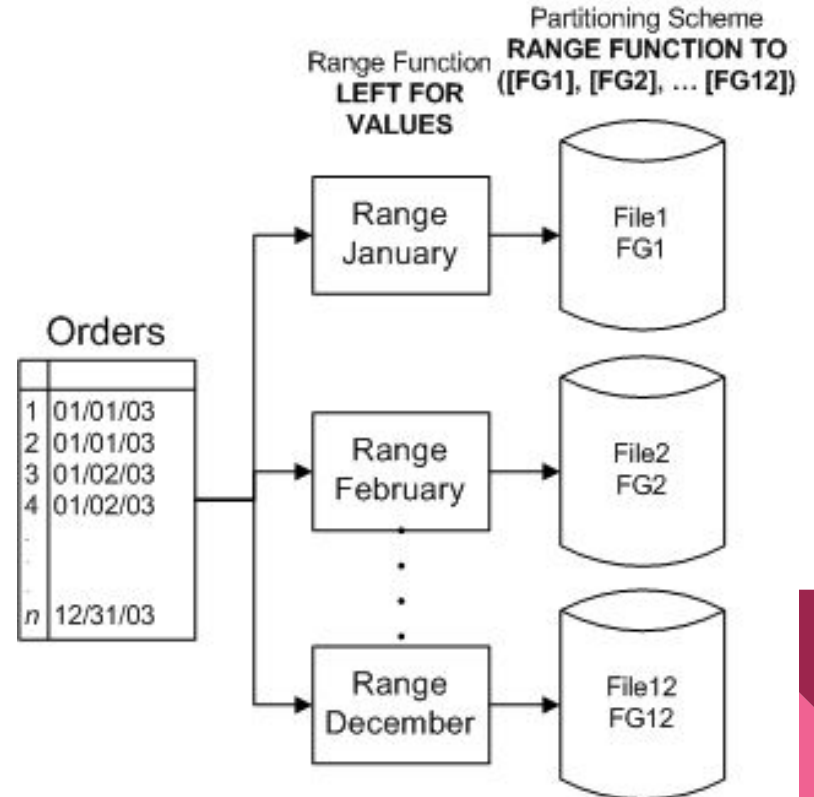 Partitioning Scheme
RANGE FUNCTION TO
([FG1], [FG2], … [FG12])
Range Function
LEFT FOR
VALUES
Range
January
File1
FG1
Orders
1 01/01/03
2 01/01/03
3 01/02/03
4 01/02/03
.
.
.
n 12/31/03
Range
February
File2
FG2
Range
December
File12
FG12